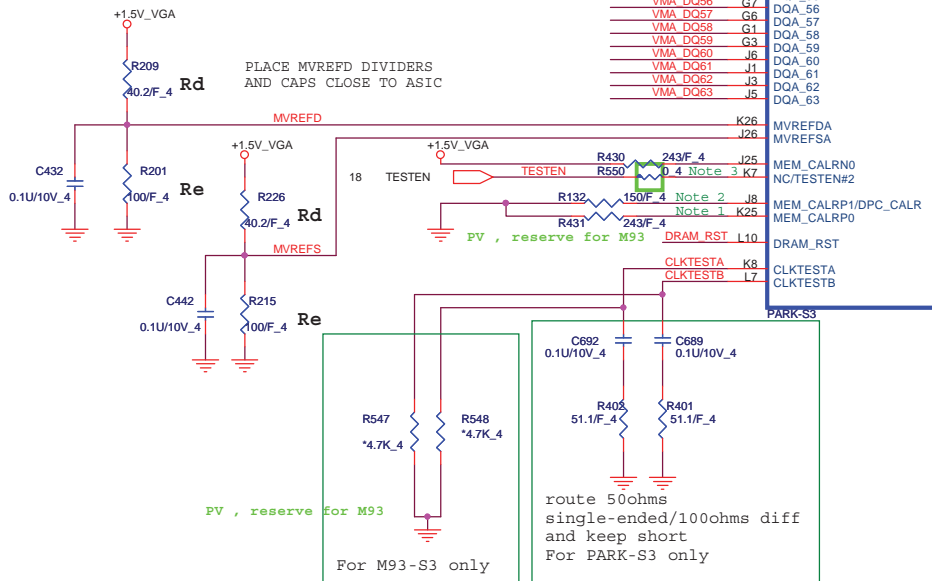 VMA_DQ56 G7 DQA_56
VMA_DQ57 G6 DQA_57
VMA_DQ58 G1 DQA_58
VMA_DQ59 G3 DQA_59
VMA_DQ60 J6 DQA_60
VMA_DQ61 J1 DQA_61
VMA_DQ62 J3 DQA_62
VMA_DQ63 J5 DQA_63
+1.5V_VGA
R209
40.2/F_4
Rd
PLACE MVREFD DIVIDERS
AND CAPS CLOSE TO ASIC
MVREFD
K26 MVREFDA
J26 MVREFSA
C432
0.1U/10V_4
R201
100/F_4
Re
+1.5V_VGA
R226
40.2/F_4
Rd
MVREFS
C442
0.1U/10V_4
R215
100/F_4
Re
+1.5V_VGA
R430 243/F_4 J25 MEM_CALRN0
18 TESTEN TESTEN R550 0_4 Note 3 K7 NC/TESTEN#2
R132 150/F_4 Note 2 J8 MEM_CALRP1/DPC_CALR
R431 243/F_4 Note 1 K25 MEM_CALRP0
PV , reserve for M93
DRAM_RST L10 DRAM_RST
CLKTESTA K8 CLKTESTA
CLKTESTB L7 CLKTESTB
PARK-S3
C692
0.1U/10V_4
C689
0.1U/10V_4
R402
51.1/F_4
R401
51.1/F_4
R547
*4.7K_4
R548
*4.7K_4
PV , reserve for M93
For M93-S3 only
route 50ohms
single-ended/100ohms diff
and keep short
For PARK-S3 only